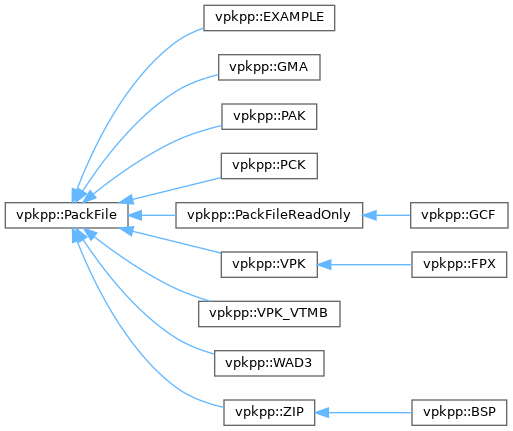 vpkpp::EXAMPLE
vpkpp::GMA
vpkpp::PAK
vpkpp::PCK
vpkpp::PackFile
vpkpp::PackFileReadOnly
vpkpp::GCF
vpkpp::VPK
vpkpp::FPX
vpkpp::VPK_VTMB
vpkpp::WAD3
vpkpp::ZIP
vpkpp::BSP